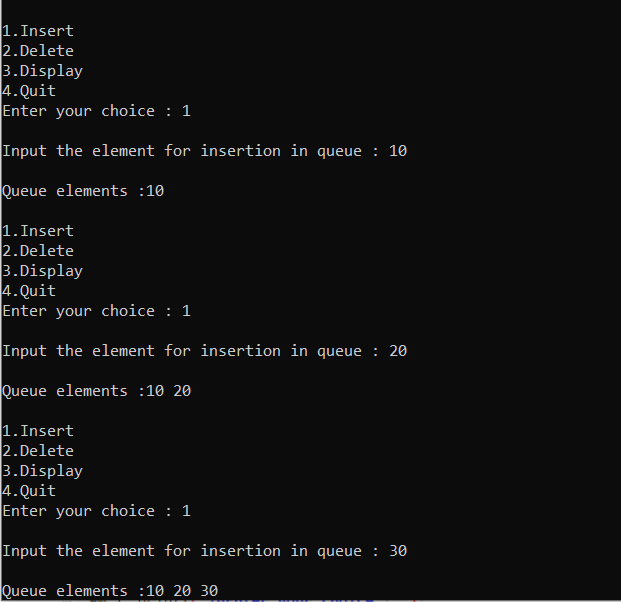 1.Insert
2.Delete
3.Display
4.Quit
Enter your choice : 1
Input the element for insertion in queue : 10
Queue elements :10
1.Insert
2.Delete
3.Display
4.Quit
Enter your choice : 1
Input the element for insertion in queue : 20
Queue elements :10 20
1.Insert
2.Delete
3.Display
4.Quit
Enter your choice : 1
Input the element for insertion in queue : 30
Queue elements :10 20 30